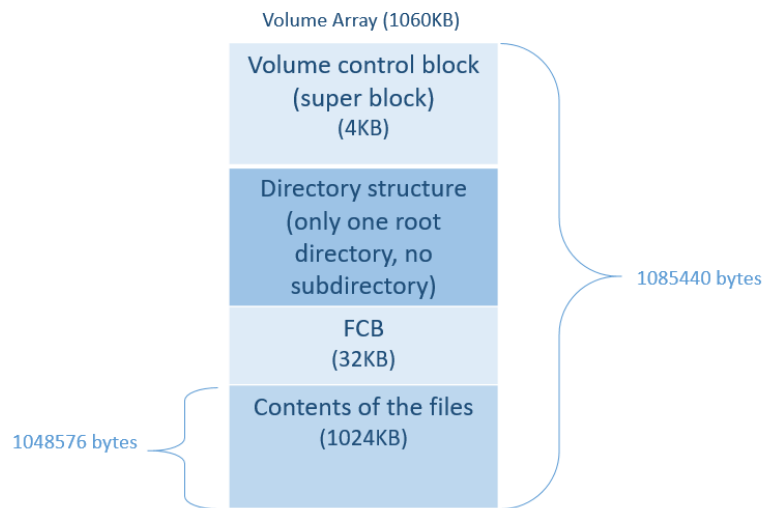 Volume Array (1060KB)
Volume control block
(super block)
(4KB)
Directory structure
(only one root
directory, no
subdirectory)
1085440 bytes
FCB
(32KB)
Contents of the files
(1024KB)
1048576 bytes